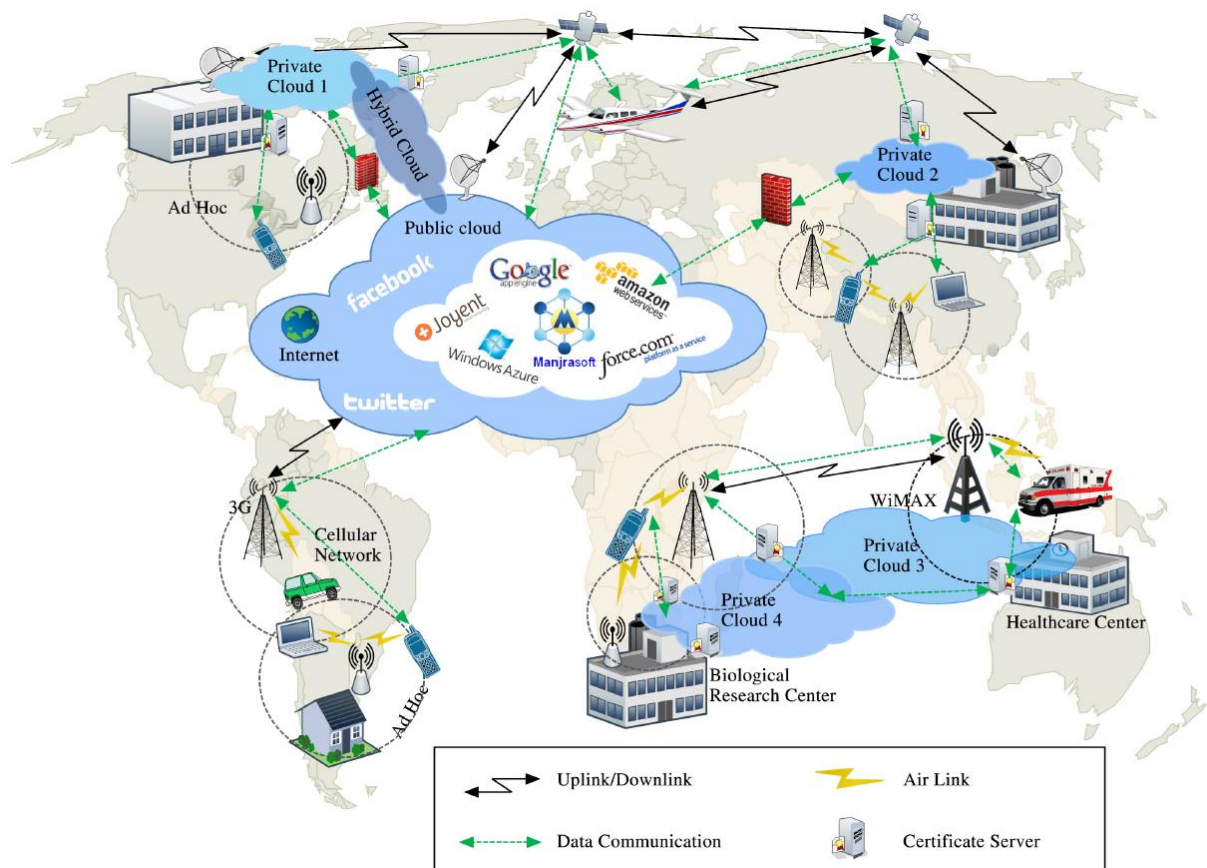 Private
Cloud 1
Hybrid Cloud
Private
Cloud 2
Ad Hoc
Public cloud
facebook
Google
app engine
amazon
web services™
Joyent
Internet
Windows Azure
Manjrasoft
force.com™
platform as a service
twitter
3G
WiMAX
Cellular
Network
Private
Cloud 3
Private
Cloud 4
Healthcare Center
Biological
Research Center
Ad Hoc
Uplink/Downlink
Air Link
Data Communication
Certificate Server